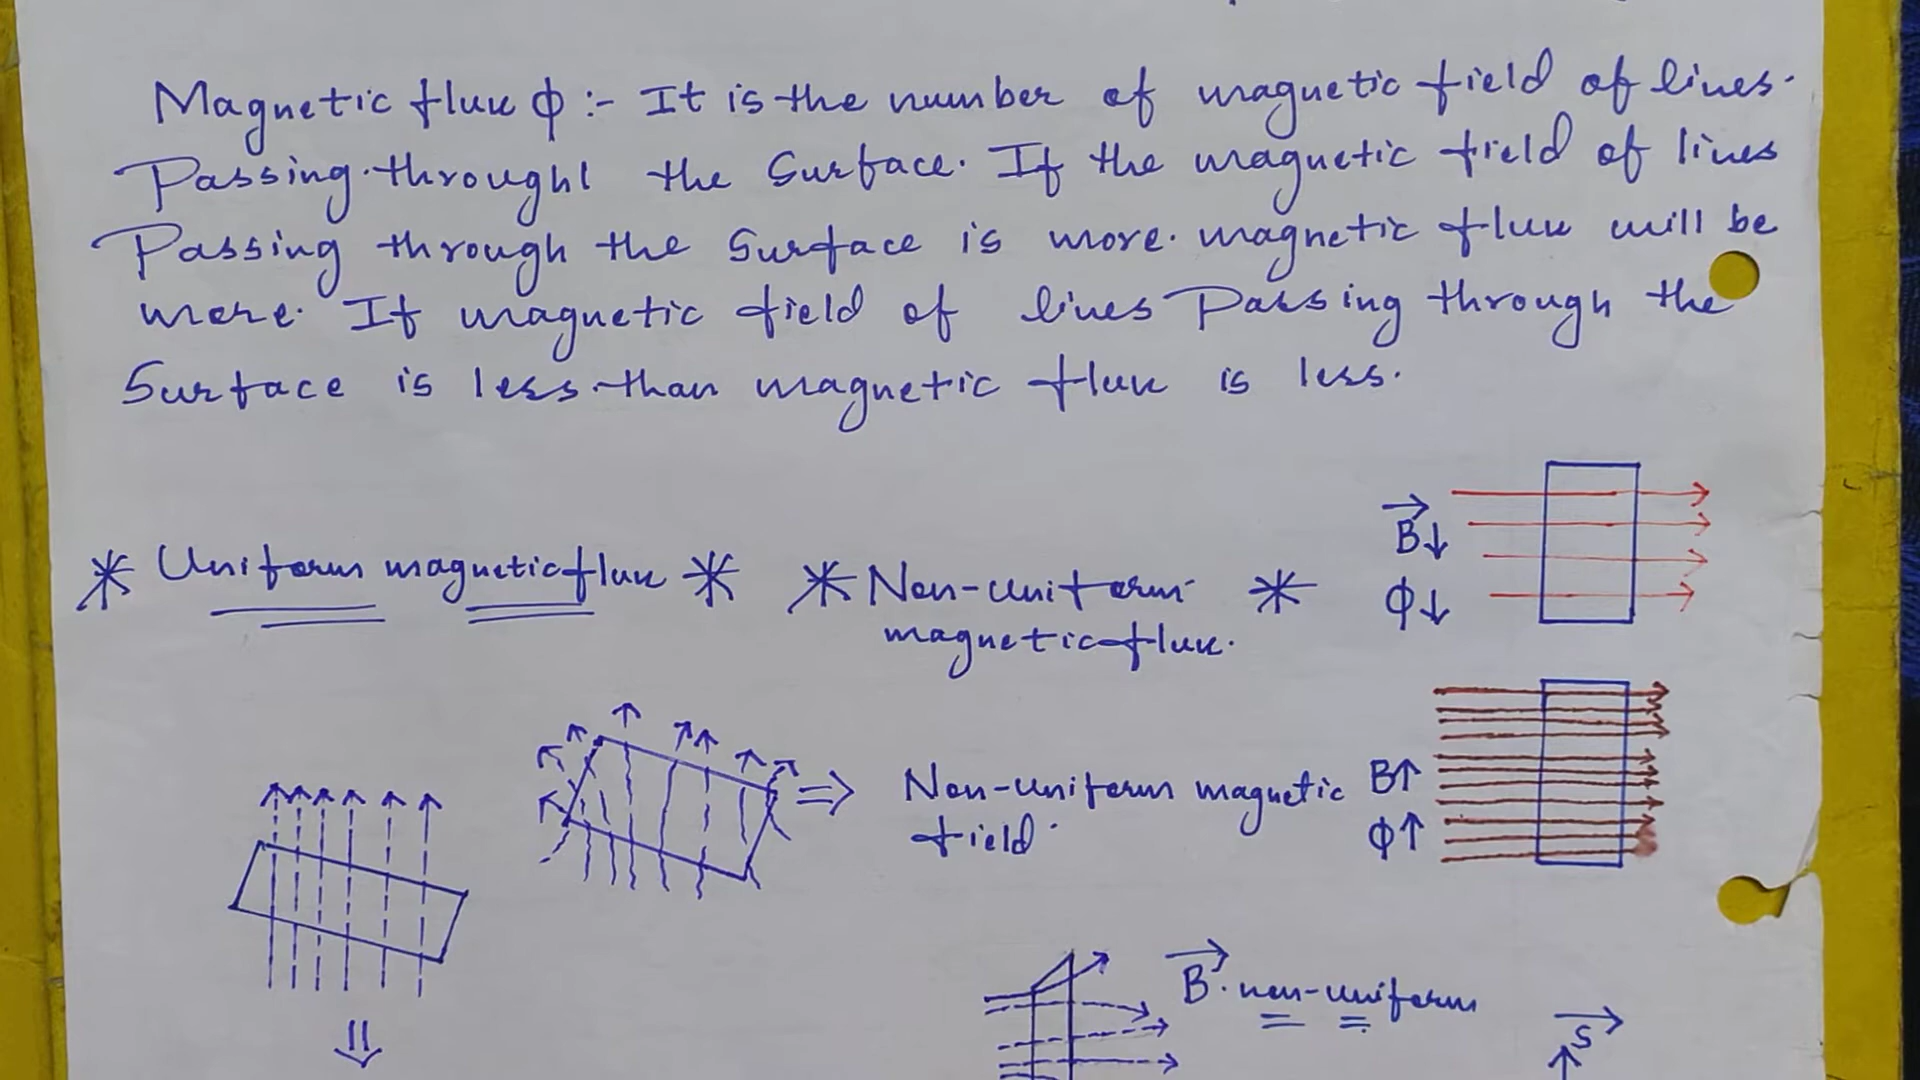 Magnetic flux ϕ :- It is the number of magnetic field of lines.
Passing.throughl the Surface. If the magnetic field of lines
Passing through the Surface is more. magnetic flux will be
more. If magnetic field of lines Passing through the
Surface is less.than magnetic flux is less.
B↓
ϕ↓
* Uniform magnetic flux *
* Non-uniform *
magnetic flux.
Non-uniform magnetic
field.
B↑
ϕ↑
B. non-uniform
S